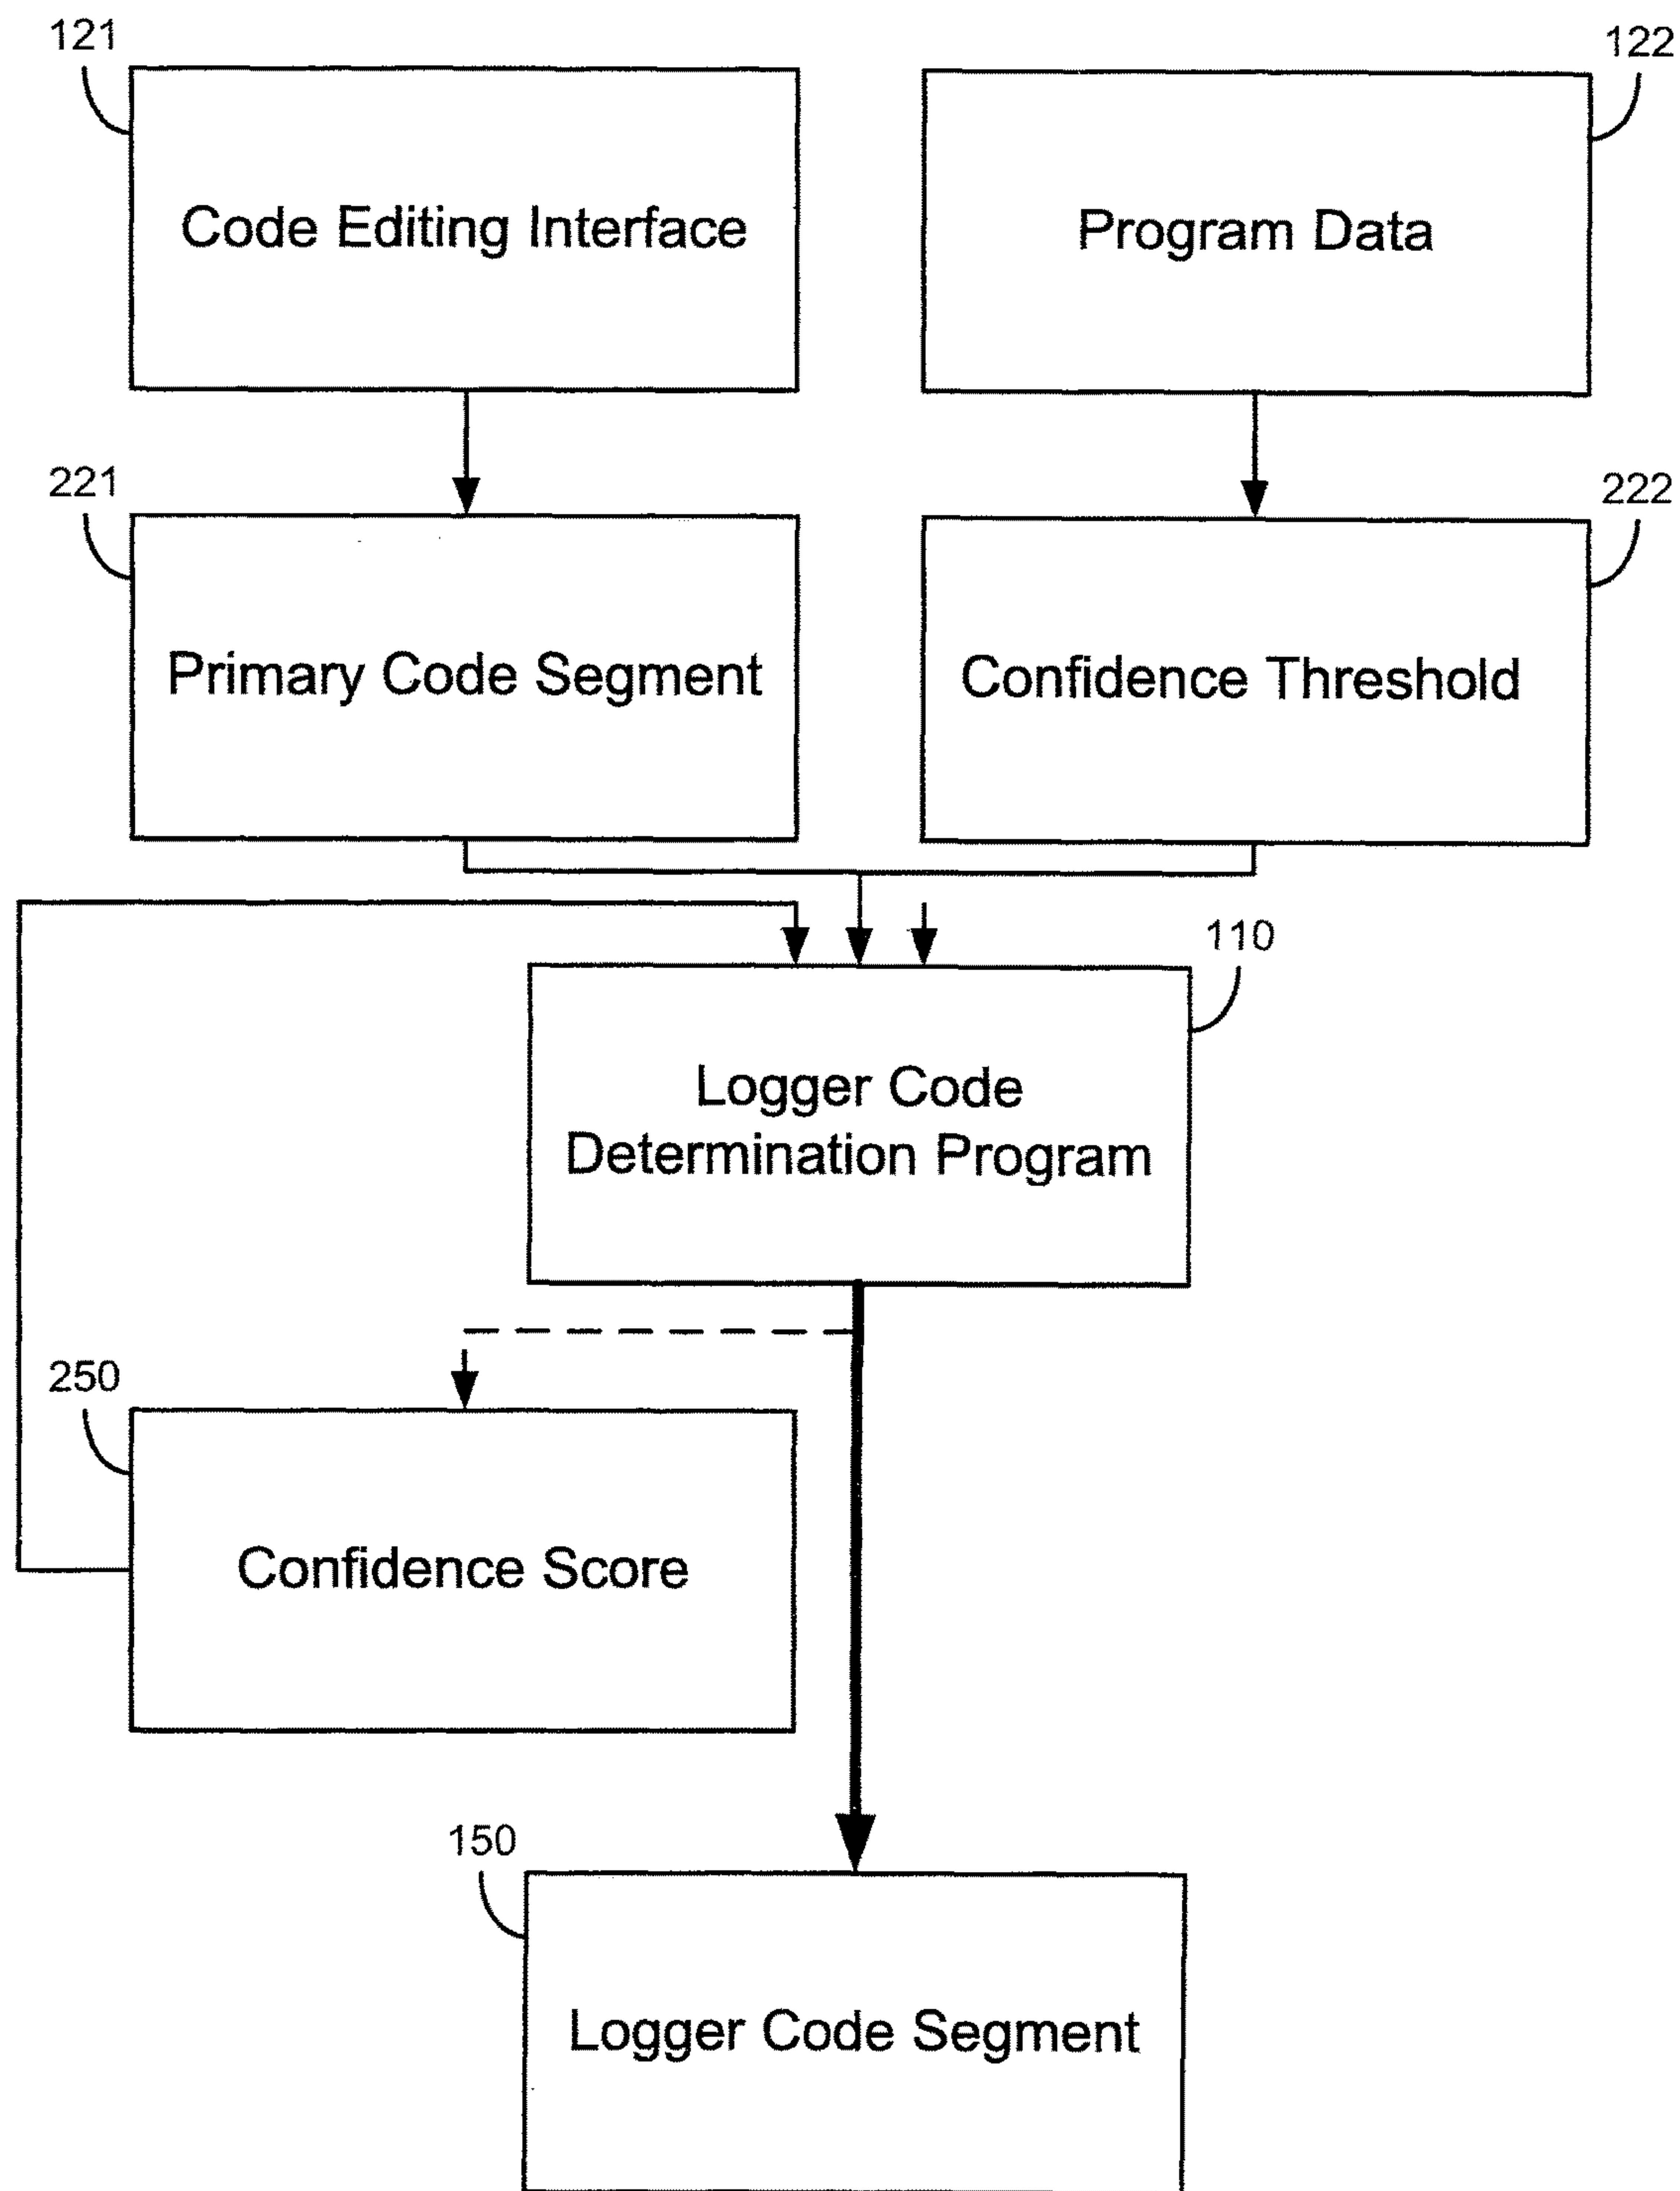 121
122
Code Editing Interface
Program Data
221
222
Primary Code Segment
Confidence Threshold
110
Logger Code
Determination Program
250
Confidence Score
150
Logger Code Segment